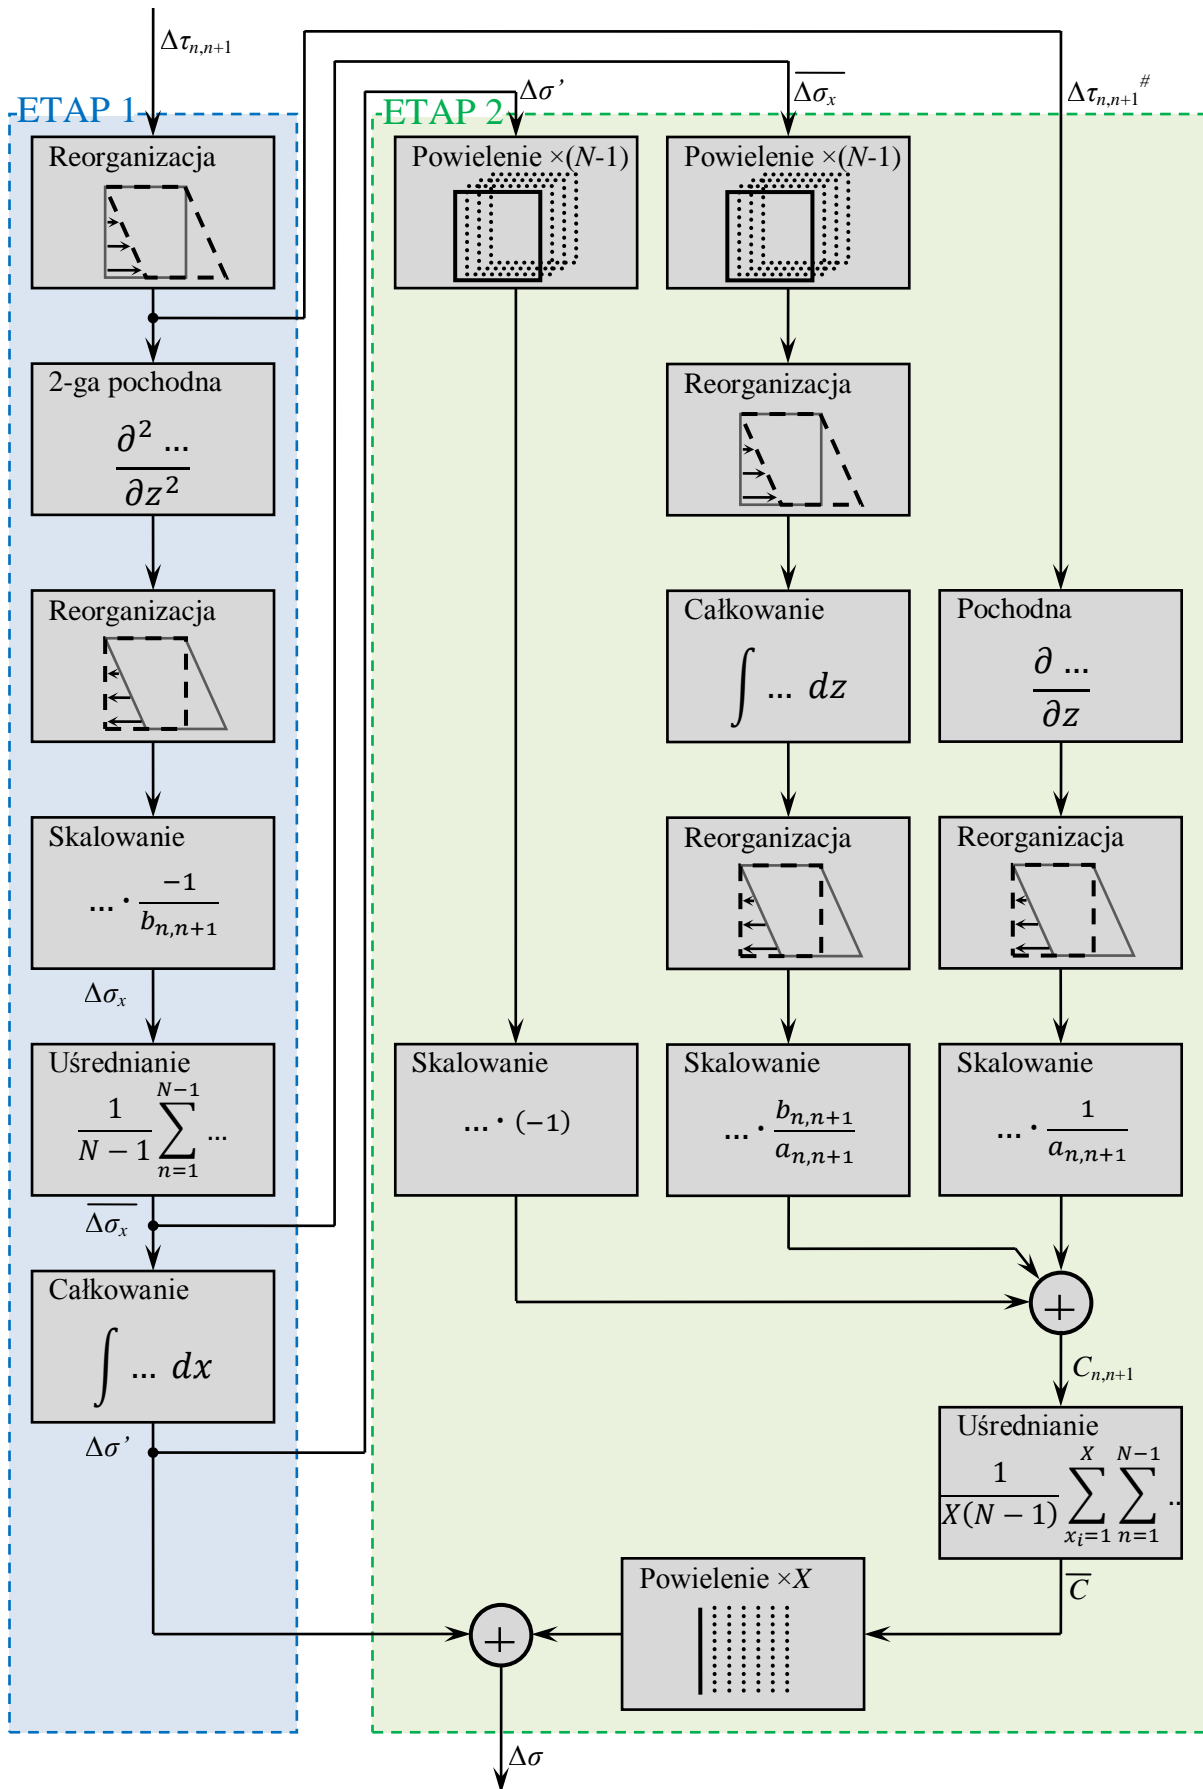 Δτn,n+1
Δσ’
Δσx
Δτn,n+1#
ETAP 1
ETAP 2
Reorganizacja
Powielenie ×(N-1)
Powielenie ×(N-1)
2-ga pochodna
∂² ...
∂z²
Reorganizacja
Reorganizacja
Całkowanie
∫ ... dz
Pochodna
∂ ...
∂z
Skalowanie
... · −1
bn,n+1
Reorganizacja
Reorganizacja
Δσx
Uśrednianie
1
N − 1
N−1
∑ ...
n=1
Skalowanie
... · (−1)
Skalowanie
... · bn,n+1
an,n+1
Skalowanie
... · 1
an,n+1
Δσx
Całkowanie
∫ ... dx
+
Cn,n+1
Δσ’
Uśrednianie
1
X(N − 1)
X N−1
∑ ∑ ..
xi=1 n=1
C
Powielenie ×X
+
Δσ